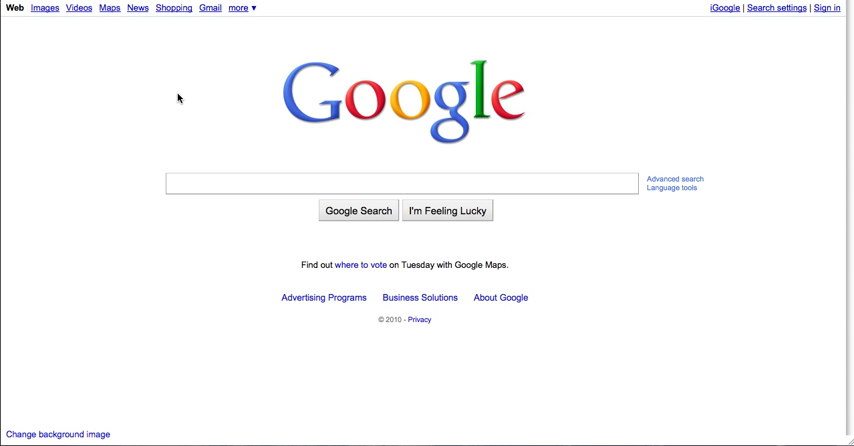 Web Images Videos Maps News Shopping Gmail more ▼ iGoogle | Search settings | Sign in
Google
Advanced search
Language tools
Google Search I'm Feeling Lucky
Find out where to vote on Tuesday with Google Maps.
Advertising Programs Business Solutions About Google
© 2010 - Privacy
Change background image